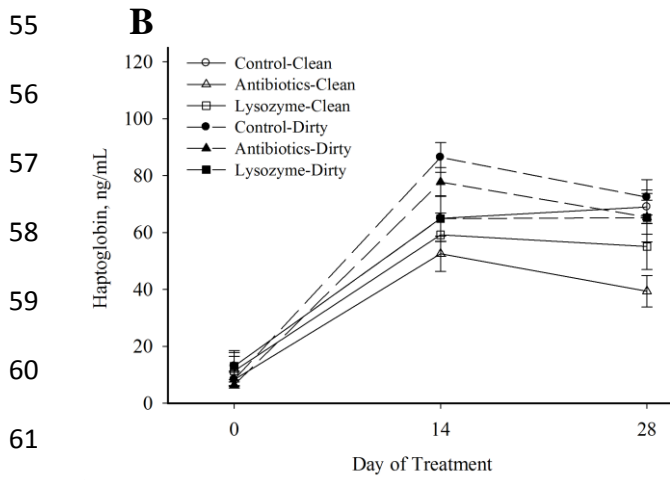 55
B
120
Control-Clean
Antibiotics-Clean
56
100
Lysozyme-Clean
Control-Dirty
57
80
Antibiotics-Dirty
Lysozyme-Dirty
Haptoglobin, ng/mL
58
60
59
40
60
20
0
61
0 14 28
Day of Treatment